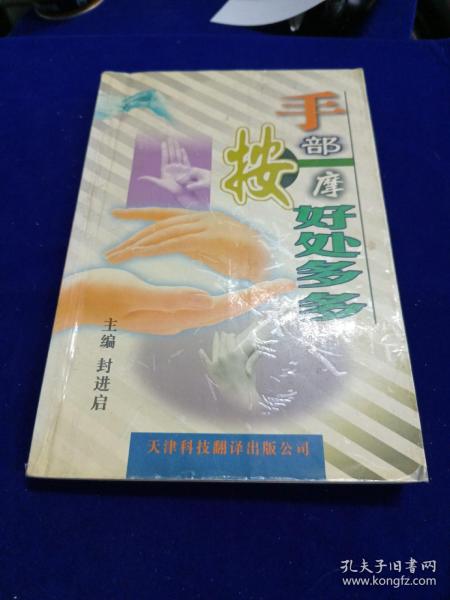 手部按摩
好处多多
主编 封进启
天津科技翻译出版公司
孔夫子旧书网
www.kongfz.com